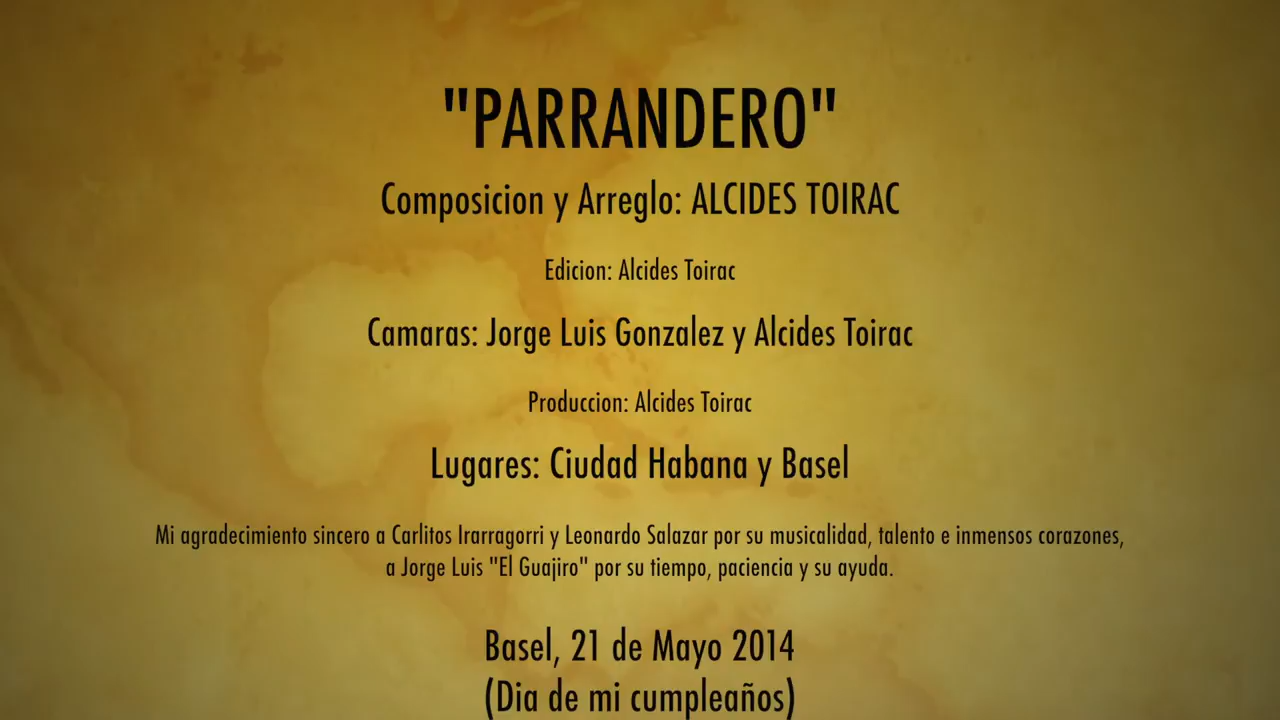 "PARRANDERO"
Composicion y Arreglo: ALCIDES TOIRAC
Edicion: Alcides Toirac
Camaras: Jorge Luis Gonzalez y Alcides Toirac
Produccion: Alcides Toirac
Lugares: Ciudad Habana y Basel
Mi agradecimiento sincero a Carlitos Irarragorri y Leonardo Salazar por su musicalidad, talento e inmensos corazones,
a Jorge Luis "El Guajiro" por su tiempo, paciencia y su ayuda.
Basel, 21 de Mayo 2014
(Dia de mi cumpleaños)